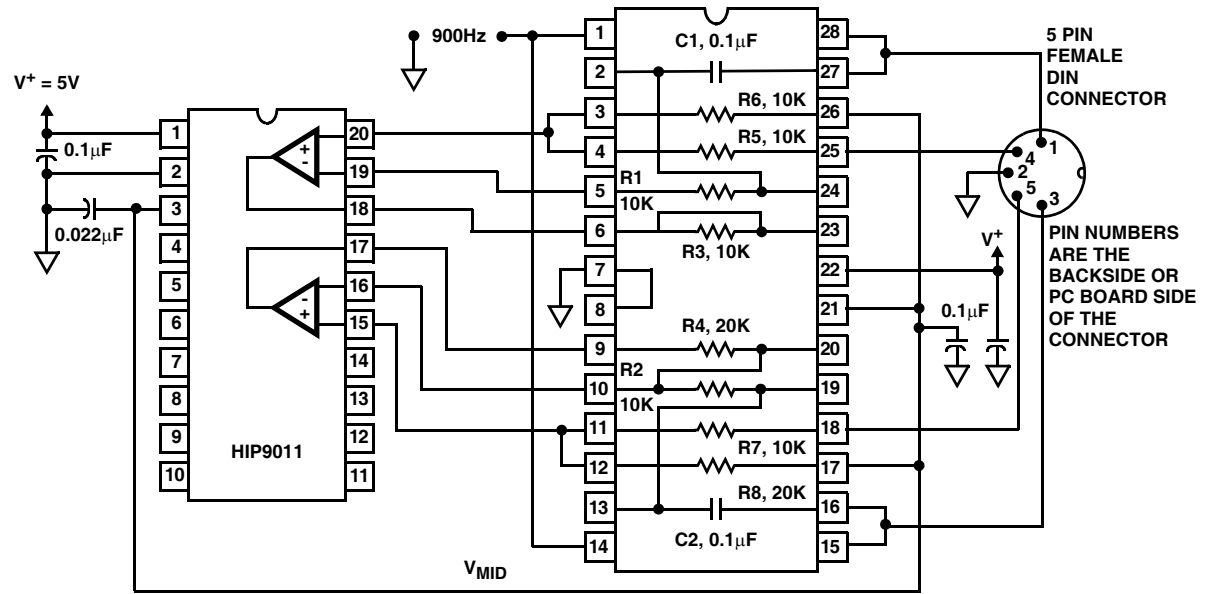 900Hz
V+ = 5V
0.1µF
0.022µF
1
2
3
4
5
6
7
8
9
10
20
19
18
17
16
15
14
13
12
11
+
-
-
+
HIP9011
VMID
1
2
3
4
5
6
7
8
9
10
11
12
13
14
28
27
26
25
24
23
22
21
20
19
18
17
16
15
C1, 0.1µF
R6, 10K
R5, 10K
R1
10K
R3, 10K
R4, 20K
R2
10K
R7, 10K
R8, 20K
C2, 0.1µF
5 PIN
FEMALE
DIN
CONNECTOR
1
4
2
5
3
V+
0.1µF
PIN NUMBERS
ARE THE
BACKSIDE OR
PC BOARD SIDE
OF THE
CONNECTOR